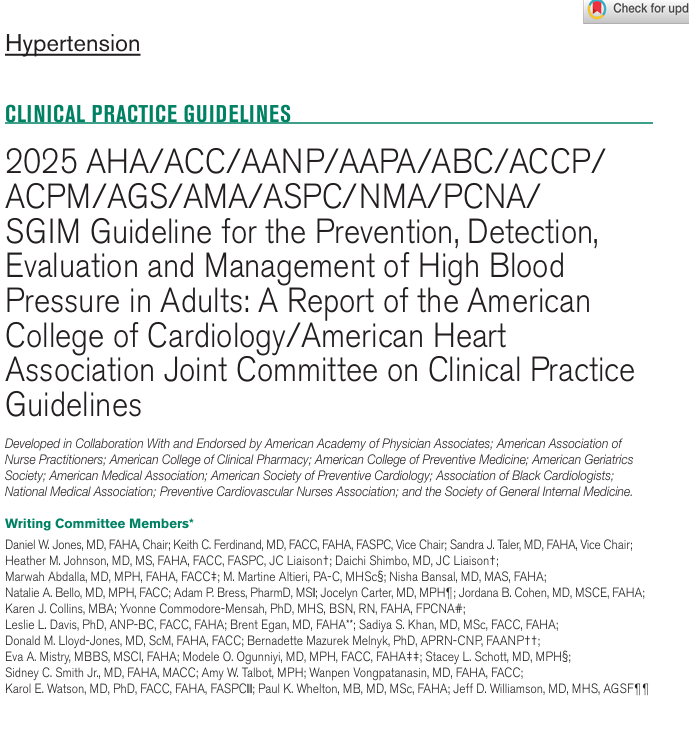 Check for upd
Hypertension
CLINICAL PRACTICE GUIDELINES
2025 AHA/ACC/AANP/AAPA/ABC/ACCP/
ACPM/AGS/AMA/ASPC/NMA/PCNA/
SGIM Guideline for the Prevention, Detection,
Evaluation and Management of High Blood
Pressure in Adults: A Report of the American
College of Cardiology/American Heart
Association Joint Committee on Clinical Practice
Guidelines
Developed in Collaboration With and Endorsed by American Academy of Physician Associates; American Association of
Nurse Practitioners; American College of Clinical Pharmacy; American College of Preventive Medicine; American Geriatrics
Society; American Medical Association; American Society of Preventive Cardiology; Association of Black Cardiologists;
National Medical Association; Preventive Cardiovascular Nurses Association; and the Society of General Internal Medicine.
Writing Committee Members*
Daniel W. Jones, MD, FAHA, Chair; Keith C. Ferdinand, MD, FACC, FAHA, FASPC, Vice Chair; Sandra J. Taler, MD, FAHA, Vice Chair;
Heather M. Johnson, MD, MS, FAHA, FACC, FASPC, JC Liaison†; Daichi Shimbo, MD, JC Liaison†;
Marwah Abdalla, MD, MPH, FAHA, FACC‡; M. Martine Altieri, PA-C, MHSc§; Nisha Bansal, MD, MAS, FAHA;
Natalie A. Bello, MD, MPH, FACC; Adam P. Bress, PharmD, MS‖; Jocelyn Carter, MD, MPH¶; Jordana B. Cohen, MD, MSCE, FAHA;
Karen J. Collins, MBA; Yvonne Commodore-Mensah, PhD, MHS, BSN, RN, FAHA, FPCNA#;
Leslie L. Davis, PhD, ANP-BC, FACC, FAHA; Brent Egan, MD, FAHA**; Sadiya S. Khan, MD, MSc, FACC, FAHA;
Donald M. Lloyd-Jones, MD, ScM, FAHA, FACC; Bernadette Mazurek Melnyk, PhD, APRN-CNP, FAANP††;
Eva A. Mistry, MBBS, MSCI, FAHA; Modele O. Ogunniyi, MD, MPH, FACC, FAHA‡‡; Stacey L. Schott, MD, MPH§;
Sidney C. Smith Jr., MD, FAHA, MACC; Amy W. Talbot, MPH; Wanpen Vongpatanasin, MD, FAHA, FACC;
Karol E. Watson, MD, PhD, FACC, FAHA, FASPC‖‖; Paul K. Whelton, MB, MD, MSc, FAHA; Jeff D. Williamson, MD, MHS, AGSF¶¶